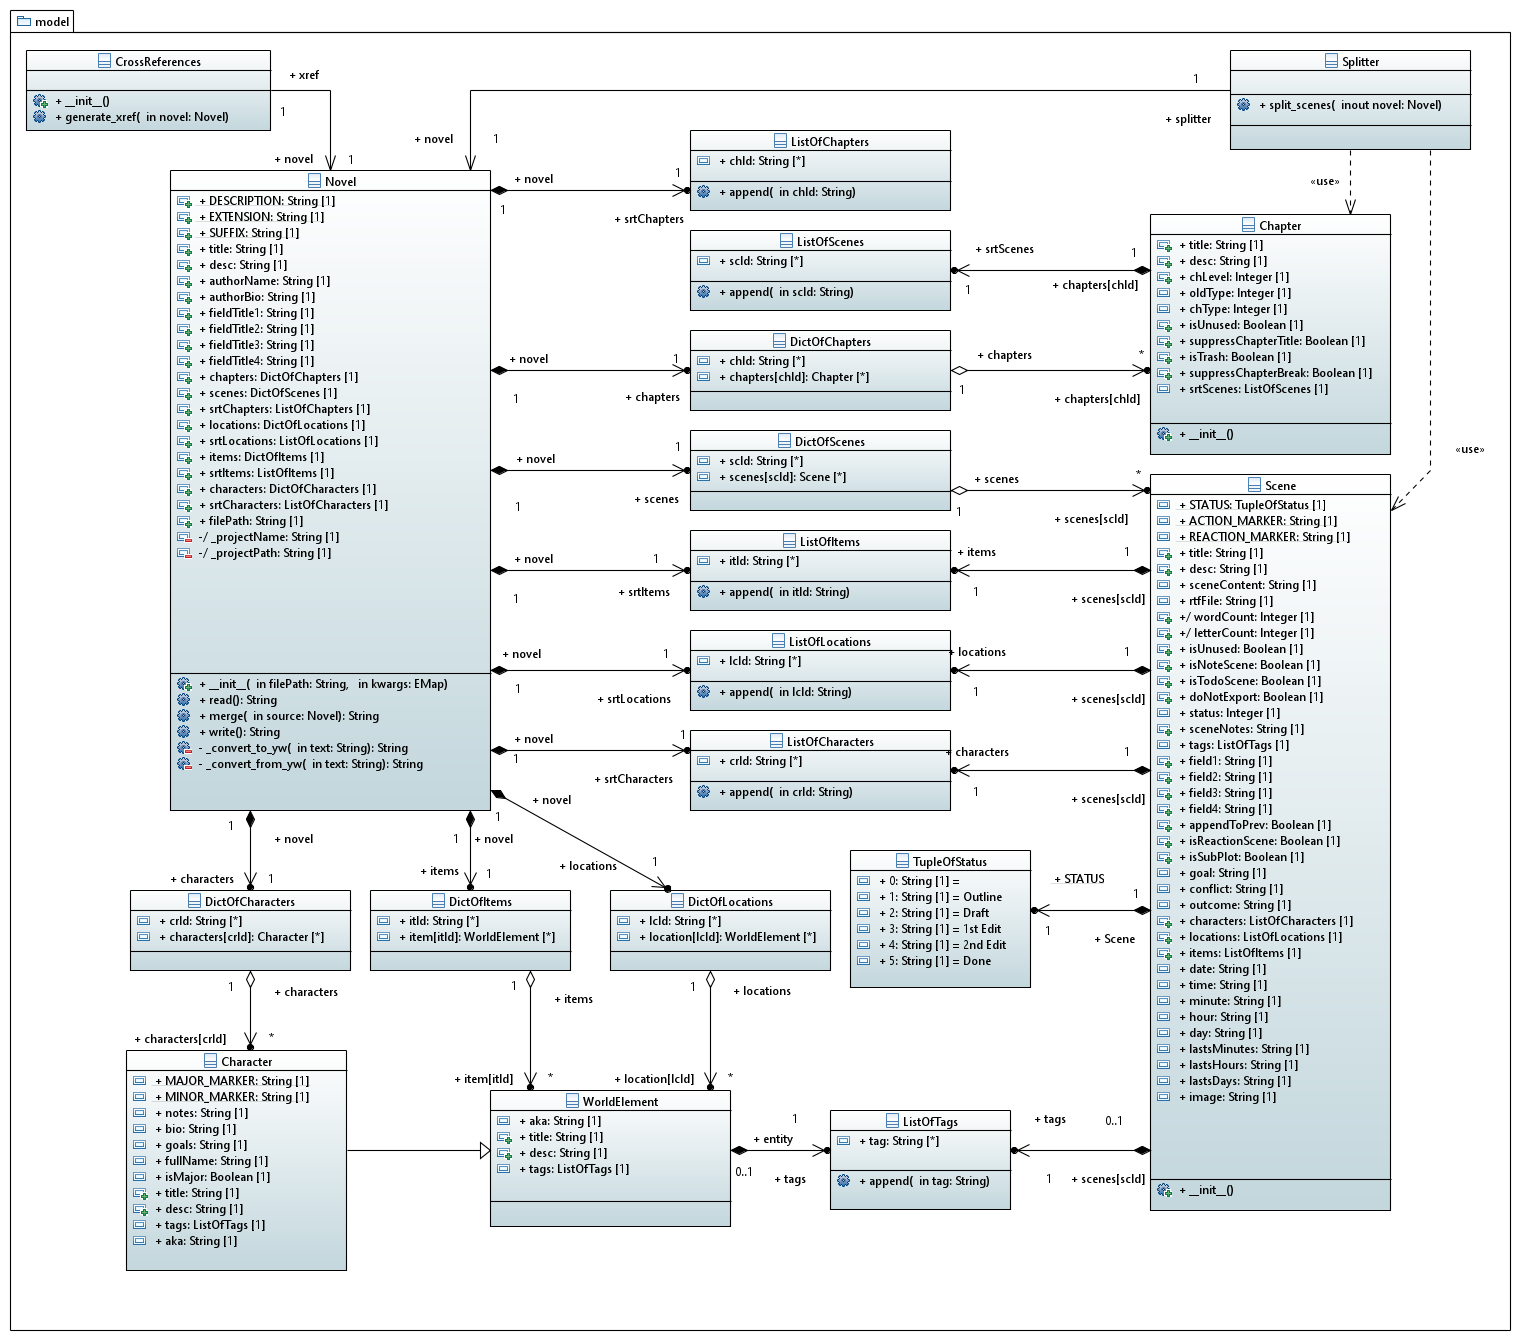 model
CrossReferences
+ __init__()
+ generate_xref(  in novel: Novel)
+ xref
1
+ novel
1
Splitter
+ split_scenes(  inout novel: Novel)
1
+ splitter
+ novel
1
«use»
«use»
Novel
+ DESCRIPTION: String [1]
+ EXTENSION: String [1]
+ SUFFIX: String [1]
+ title: String [1]
+ desc: String [1]
+ authorName: String [1]
+ authorBio: String [1]
+ fieldTitle1: String [1]
+ fieldTitle2: String [1]
+ fieldTitle3: String [1]
+ fieldTitle4: String [1]
+ chapters: DictOfChapters [1]
+ scenes: DictOfScenes [1]
+ srtChapters: ListOfChapters [1]
+ locations: DictOfLocations [1]
+ srtLocations: ListOfLocations [1]
+ items: DictOfItems [1]
+ srtItems: ListOfItems [1]
+ characters: DictOfCharacters [1]
+ srtCharacters: ListOfCharacters [1]
+ filePath: String [1]
-/ _projectName: String [1]
-/ _projectPath: String [1]
+ __init__(  in filePath: String,   in kwargs: EMap)
+ read(): String
+ merge(  in source: Novel): String
+ write(): String
- _convert_to_yw(  in text: String): String
- _convert_from_yw(  in text: String): String
+ novel
1
1
+ srtChapters
ListOfChapters
+ chId: String [*]
+ append(  in chId: String)
ListOfScenes
+ scId: String [*]
+ append(  in scId: String)
+ srtScenes
1
1
+ chapters[chId]
+ novel
1
1
+ chapters
DictOfChapters
+ chId: String [*]
+ chapters[chId]: Chapter [*]
+ chapters
*
1
+ chapters[chId]
+ novel
1
1
+ scenes
DictOfScenes
+ scId: String [*]
+ scenes[scId]: Scene [*]
+ scenes
*
1
+ scenes[scId]
+ novel
1
1
+ srtItems
ListOfItems
+ itId: String [*]
+ append(  in itId: String)
+ items
1
1
+ scenes[scId]
+ novel
1
1
+ srtLocations
ListOfLocations
+ lcId: String [*]
+ append(  in lcId: String)
+ locations
1
1
+ scenes[scId]
+ novel
1
1
+ srtCharacters
ListOfCharacters
+ crId: String [*]
+ append(  in crId: String)
+ characters
1
1
+ scenes[scId]
Chapter
+ title: String [1]
+ desc: String [1]
+ chLevel: Integer [1]
+ oldType: Integer [1]
+ chType: Integer [1]
+ isUnused: Boolean [1]
+ suppressChapterTitle: Boolean [1]
+ isTrash: Boolean [1]
+ suppressChapterBreak: Boolean [1]
+ srtScenes: ListOfScenes [1]
+ __init__()
Scene
+ STATUS: TupleOfStatus [1]
+ ACTION_MARKER: String [1]
+ REACTION_MARKER: String [1]
+ title: String [1]
+ desc: String [1]
+ sceneContent: String [1]
+ rtfFile: String [1]
+/ wordCount: Integer [1]
+/ letterCount: Integer [1]
+ isUnused: Boolean [1]
+ isNoteScene: Boolean [1]
+ isTodoScene: Boolean [1]
+ doNotExport: Boolean [1]
+ status: Integer [1]
+ sceneNotes: String [1]
+ tags: ListOfTags [1]
+ field1: String [1]
+ field2: String [1]
+ field3: String [1]
+ field4: String [1]
+ appendToPrev: Boolean [1]
+ isReactionScene: Boolean [1]
+ isSubPlot: Boolean [1]
+ goal: String [1]
+ conflict: String [1]
+ outcome: String [1]
+ characters: ListOfCharacters [1]
+ locations: ListOfLocations [1]
+ items: ListOfItems [1]
+ date: String [1]
+ time: String [1]
+ minute: String [1]
+ hour: String [1]
+ day: String [1]
+ lastsMinutes: String [1]
+ lastsHours: String [1]
+ lastsDays: String [1]
+ image: String [1]
+ __init__()
TupleOfStatus
+ 0: String [1] =
+ 1: String [1] = Outline
+ 2: String [1] = Draft
+ 3: String [1] = 1st Edit
+ 4: String [1] = 2nd Edit
+ 5: String [1] = Done
+ STATUS
1
1
+ Scene
1
+ novel
+ characters
1
1
+ novel
+ items
1
+ novel
1
+ locations
1
DictOfCharacters
+ crId: String [*]
+ characters[crId]: Character [*]
DictOfItems
+ itId: String [*]
+ item[itId]: WorldElement [*]
DictOfLocations
+ lcId: String [*]
+ location[lcId]: WorldElement [*]
1
+ characters
+ characters[crId]
*
1
+ items
+ item[itId]
*
1
+ locations
+ location[lcId]
*
Character
+ MAJOR_MARKER: String [1]
+ MINOR_MARKER: String [1]
+ notes: String [1]
+ bio: String [1]
+ goals: String [1]
+ fullName: String [1]
+ isMajor: Boolean [1]
+ title: String [1]
+ desc: String [1]
+ tags: ListOfTags [1]
+ aka: String [1]
WorldElement
+ aka: String [1]
+ title: String [1]
+ desc: String [1]
+ tags: ListOfTags [1]
1
+ entity
0..1
+ tags
ListOfTags
+ tag: String [*]
+ append(  in tag: String)
+ tags
0..1
1
+ scenes[scId]